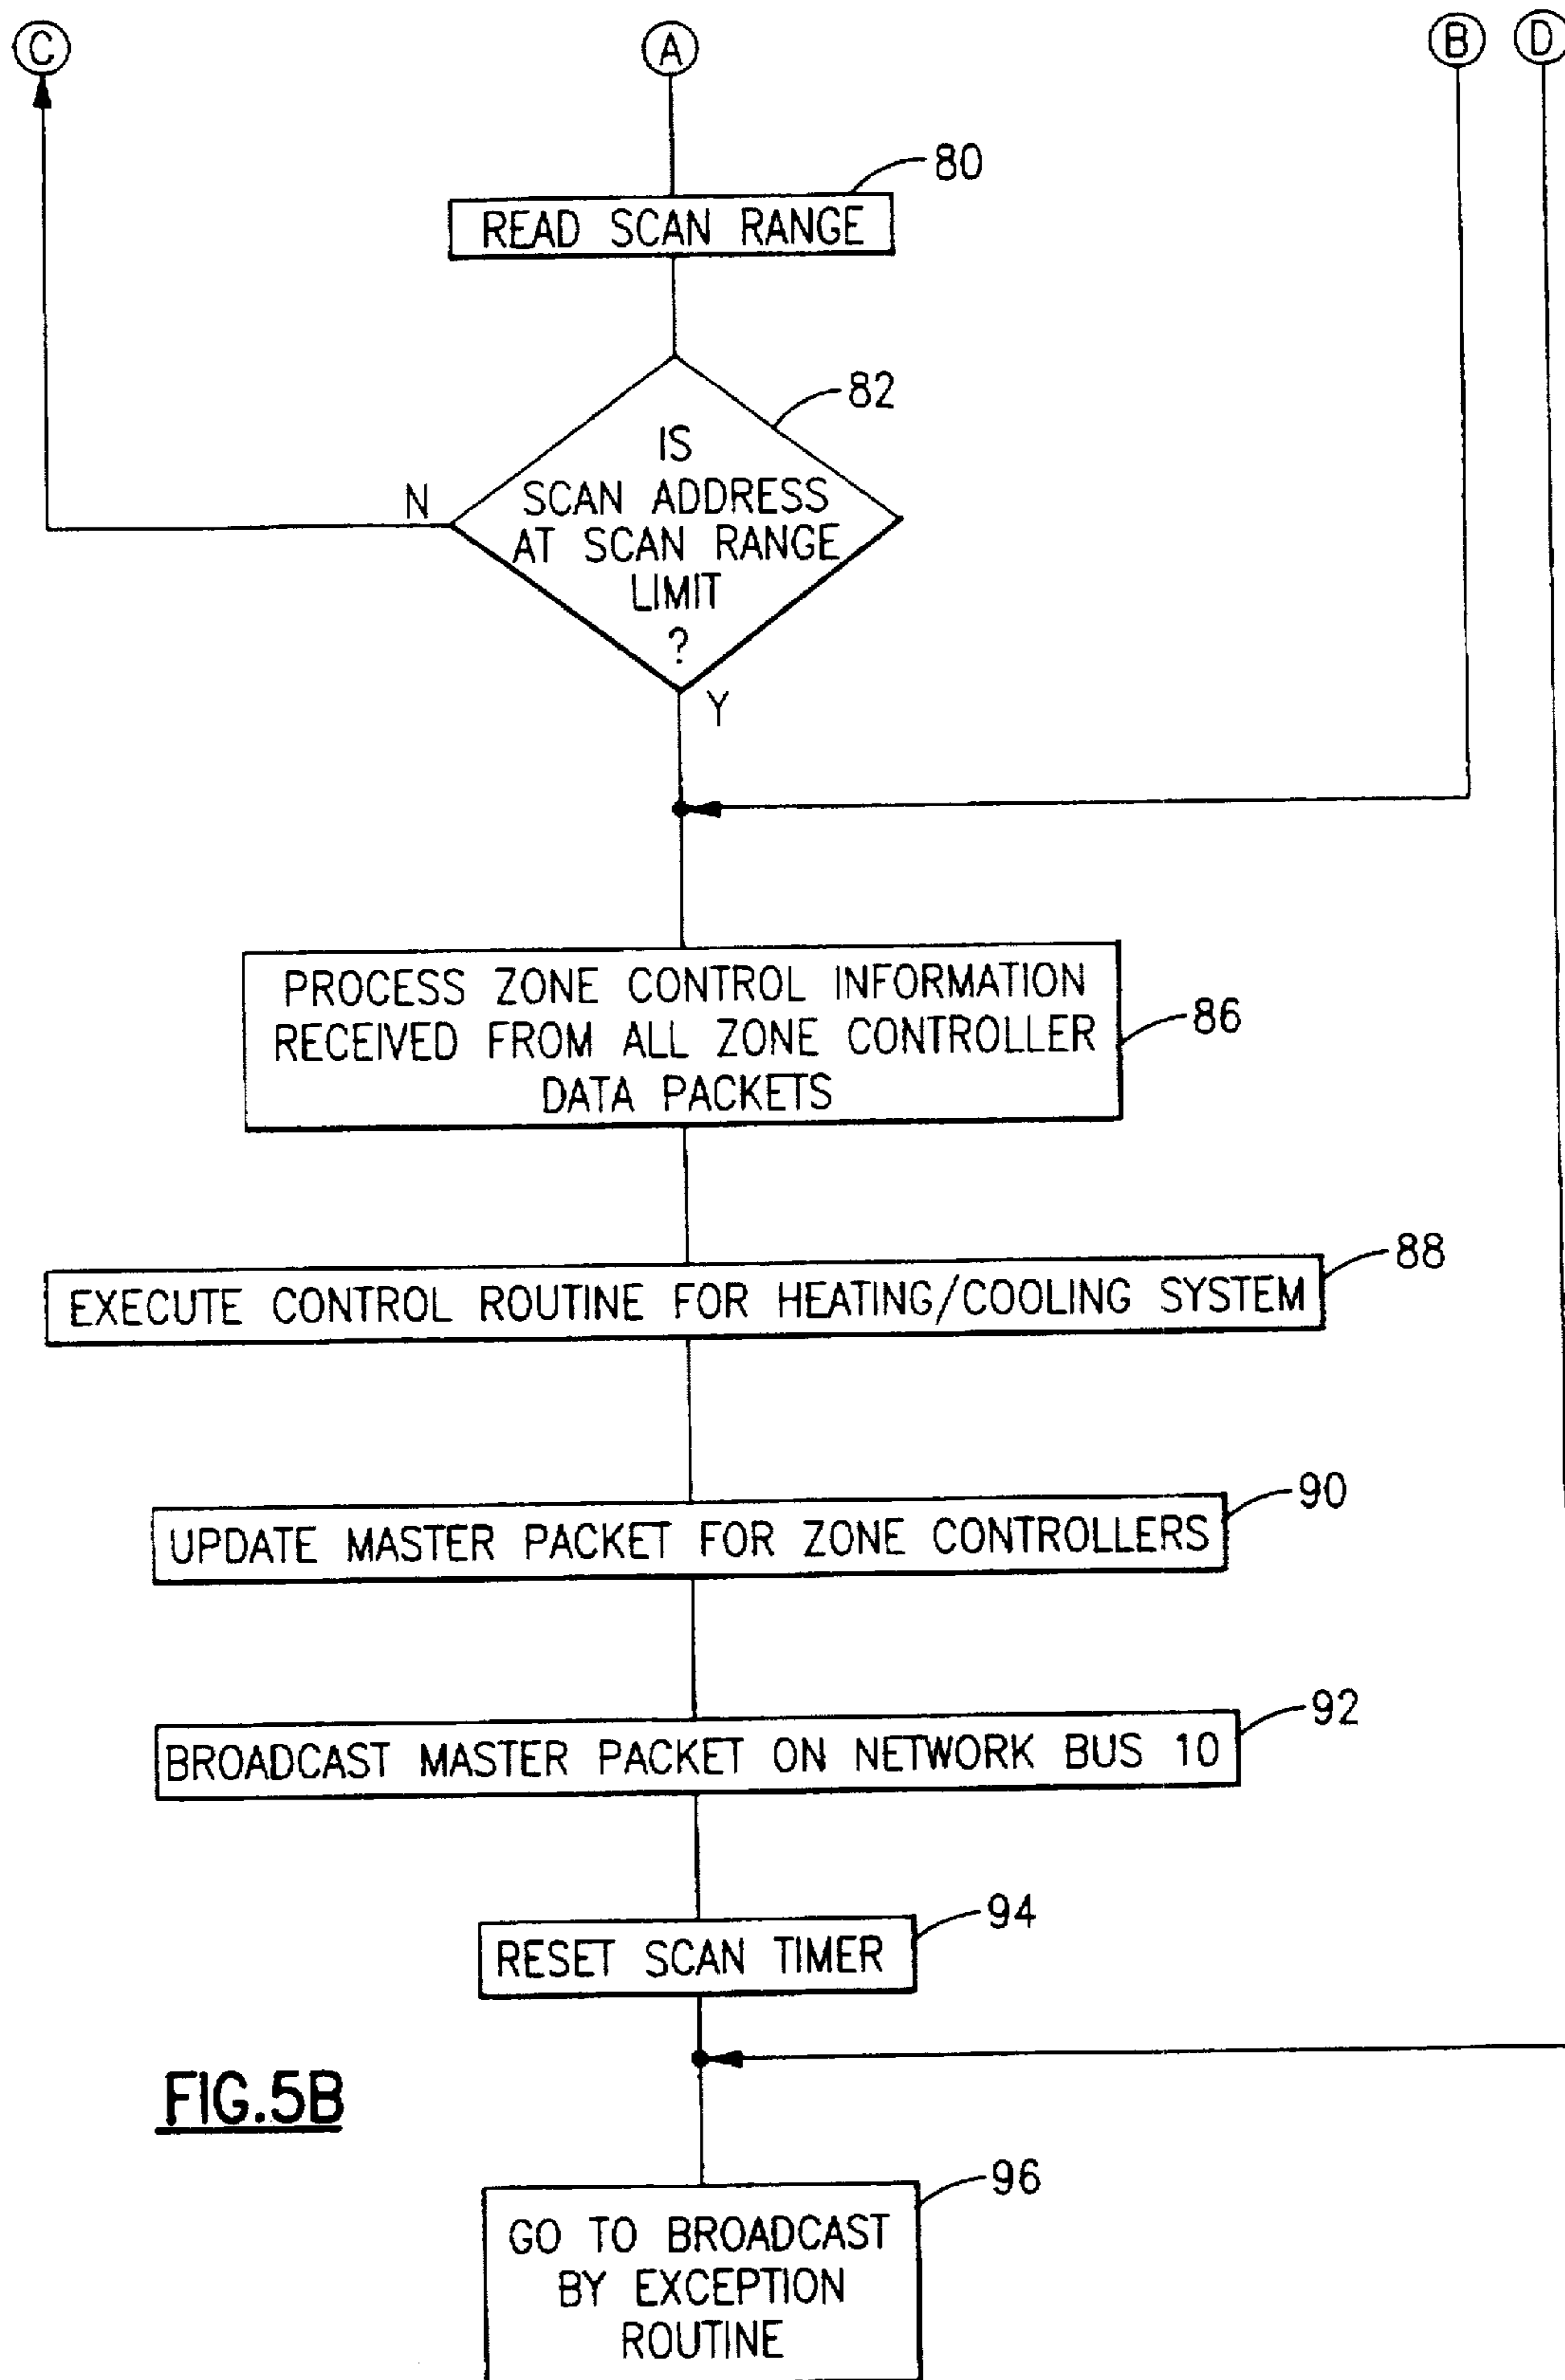 C
A
B
D
80
READ SCAN RANGE
82
IS
SCAN ADDRESS
AT SCAN RANGE
LIMIT
?
N
Y
PROCESS ZONE CONTROL INFORMATION
RECEIVED FROM ALL ZONE CONTROLLER
DATA PACKETS
86
88
EXECUTE CONTROL ROUTINE FOR HEATING/COOLING SYSTEM
90
UPDATE MASTER PACKET FOR ZONE CONTROLLERS
92
BROADCAST MASTER PACKET ON NETWORK BUS 10
94
RESET SCAN TIMER
FIG.5B
96
GO TO BROADCAST
BY EXCEPTION
ROUTINE